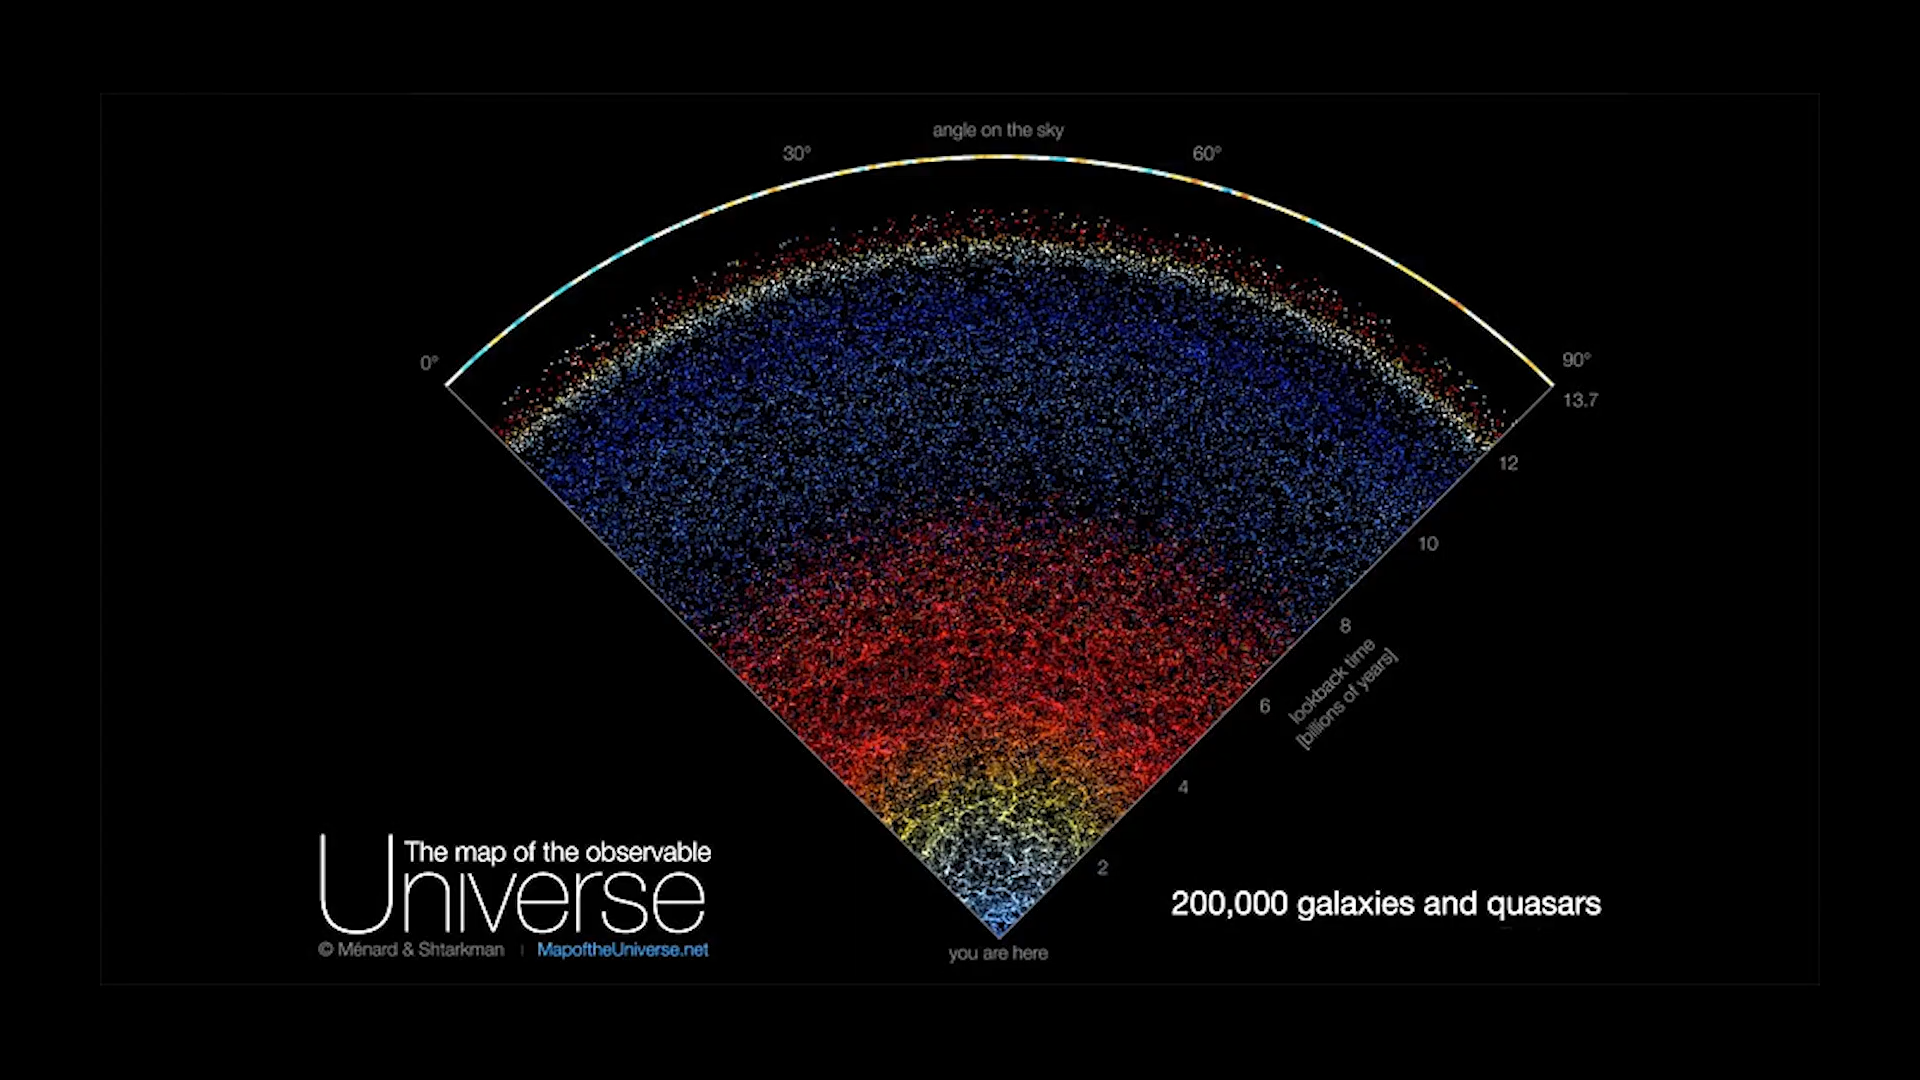 angle on the sky
30°
60°
0°
90°
13.7
12
10
8
lookback time
[billions of years]
6
4
2
The map of the observable
Universe
© Ménard & Shtarkman | MapoftheUniverse.net
200,000 galaxies and quasars
you are here